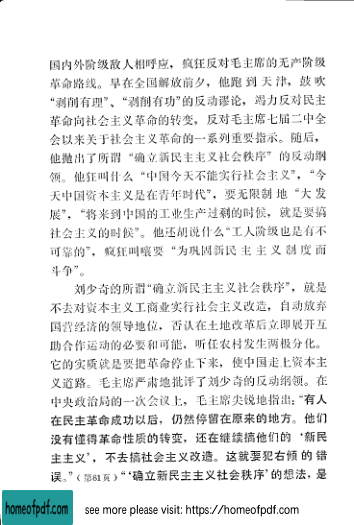 国内外阶级敌人相呼应，疯狂反对毛主席的无产阶级
革命路线。早在全国解放前夕，他跑到天津，鼓吹
“剥削有理”、“剥削有功”的反动谬论，竭力反对民主
革命向社会主义革命的转变，反对毛主席七届二中全
会以来关于社会主义革命的一系列重要指示。随后，
他抛出了所谓“确立新民主主义社会秩序”的反动纲
领。他狂叫什么“中国今天不能实行社会主义”，“今
天中国资本主义是在青年时代”，要无限制地“大发
展”，“将来到中国的工业生产过剩的时候，就是要搞
社会主义的时候”。他还胡说什么“工人阶级也是有不
可靠的”，疯狂叫嚷要“为巩固新民主主义制度而
斗争”。
刘少奇的所谓“确立新民主主义社会秩序”，就是
不去对资本主义工商业实行社会主义改造，自动放弃
国营经济的领导地位，否认在土地改革后立即展开互
助合作运动的必要和可能，听任农村发生两极分化。
它的实质就是要把革命停止下来，使中国走上资本主
义道路。毛主席严肃地批评了刘少奇的反动纲领。在
中央政治局的一次会议上，毛主席尖锐地指出：“有人
在民主革命成功以后，仍然停留在原来的地方。他们
没有懂得革命性质的转变，还在继续搞他们的‘新民
主主义’，不去搞社会主义改造。这就要犯右倾的错
误。”（第81页）“‘确立新民主主义社会秩序’的想法，是
homeofpdf.com
see more please visit: https://homeofpdf.com